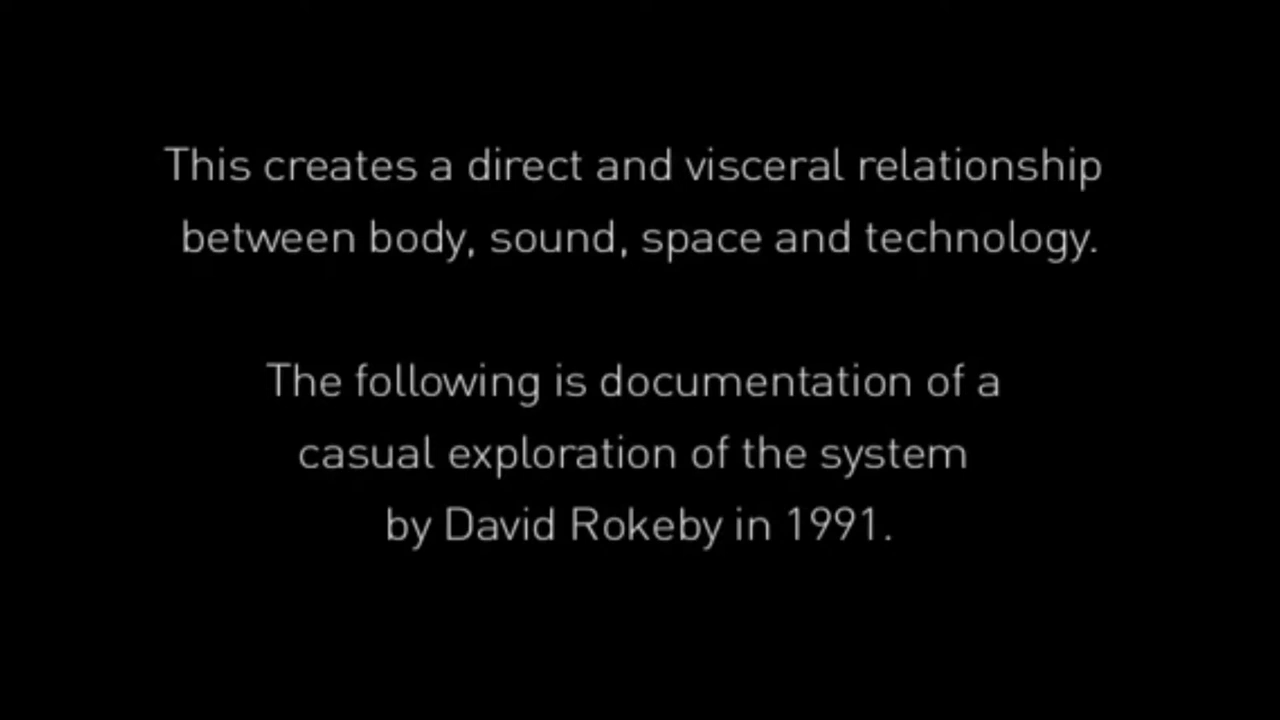 This creates a direct and visceral relationship
between body, sound, space and technology.
The following is documentation of a
casual exploration of the system
by David Rokeby in 1991.